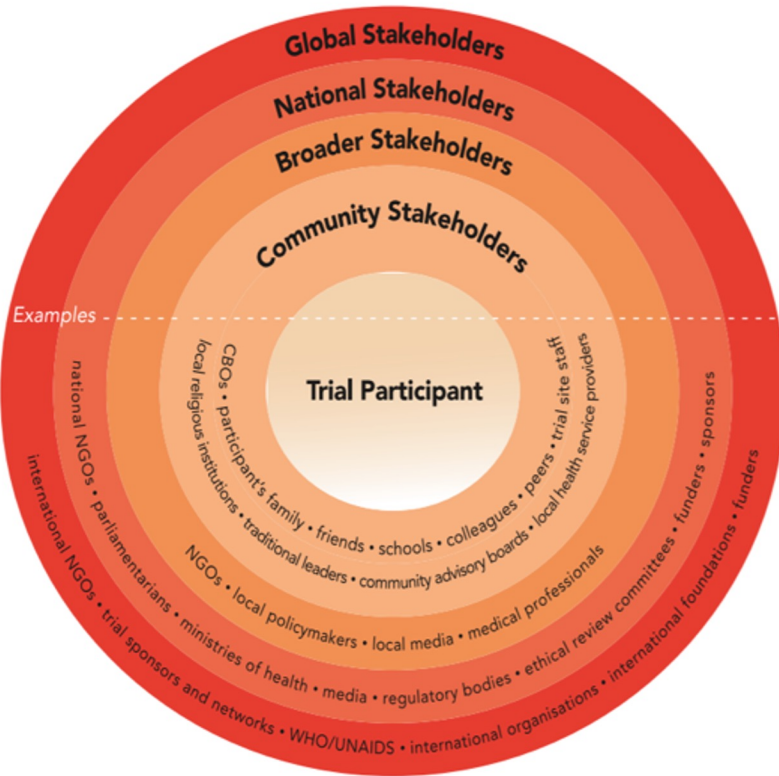 Global Stakeholders
National Stakeholders
Broader Stakeholders
Community Stakeholders
Examples
Trial Participant
CBOs • participant's family • friends • schools • colleagues • peers • trial site staff
local religious institutions • traditional leaders • community advisory boards • local health service providers
NGOs • local policymakers • local media • medical professionals
national NGOs • parliamentarians • ministries of health • media • regulatory bodies • ethical review committees • funders • sponsors
international NGOs • trial sponsors and networks • WHO/UNAIDS • international organisations • international foundations • funders